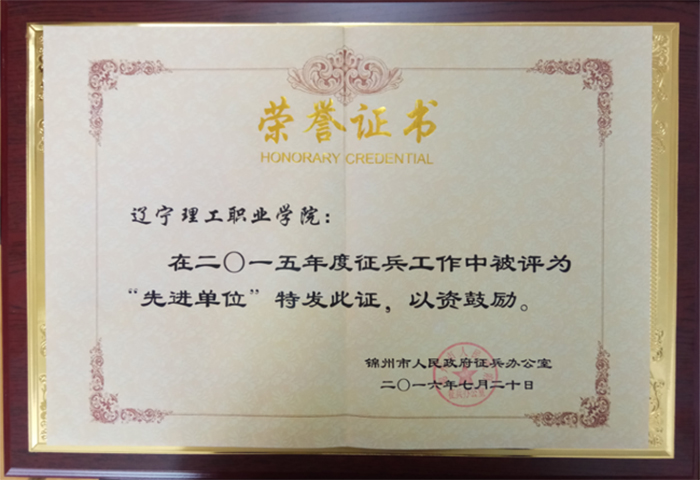 荣誉证书
HONORARY CREDENTIAL
辽宁理工职业学院：
在二〇一五年度征兵工作中被评为
“先进单位”特发此证，以资鼓励。
锦州市人民政府征兵办公室
二〇一六年七月二十日